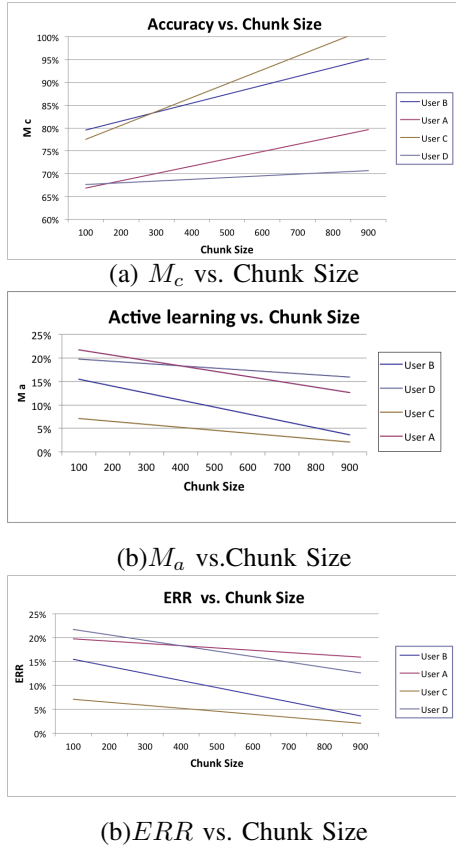 Accuracy vs. Chunk Size
100%
95%
90%
85%
80%
75%
70%
65%
60%
M c
100 200 300 400 500 600 700 800 900
Chunk Size
User B
User A
User C
User D
(a) Mc vs. Chunk Size
Active learning vs. Chunk Size
25%
20%
15%
10%
5%
0%
M a
100 200 300 400 500 600 700 800 900
Chunk Size
User B
User D
User C
User A
(b)Ma vs.Chunk Size
ERR vs. Chunk Size
25%
20%
15%
10%
5%
0%
ERR
100 200 300 400 500 600 700 800 900
Chunk Size
User B
User A
User C
User D
(b)ERR vs. Chunk Size